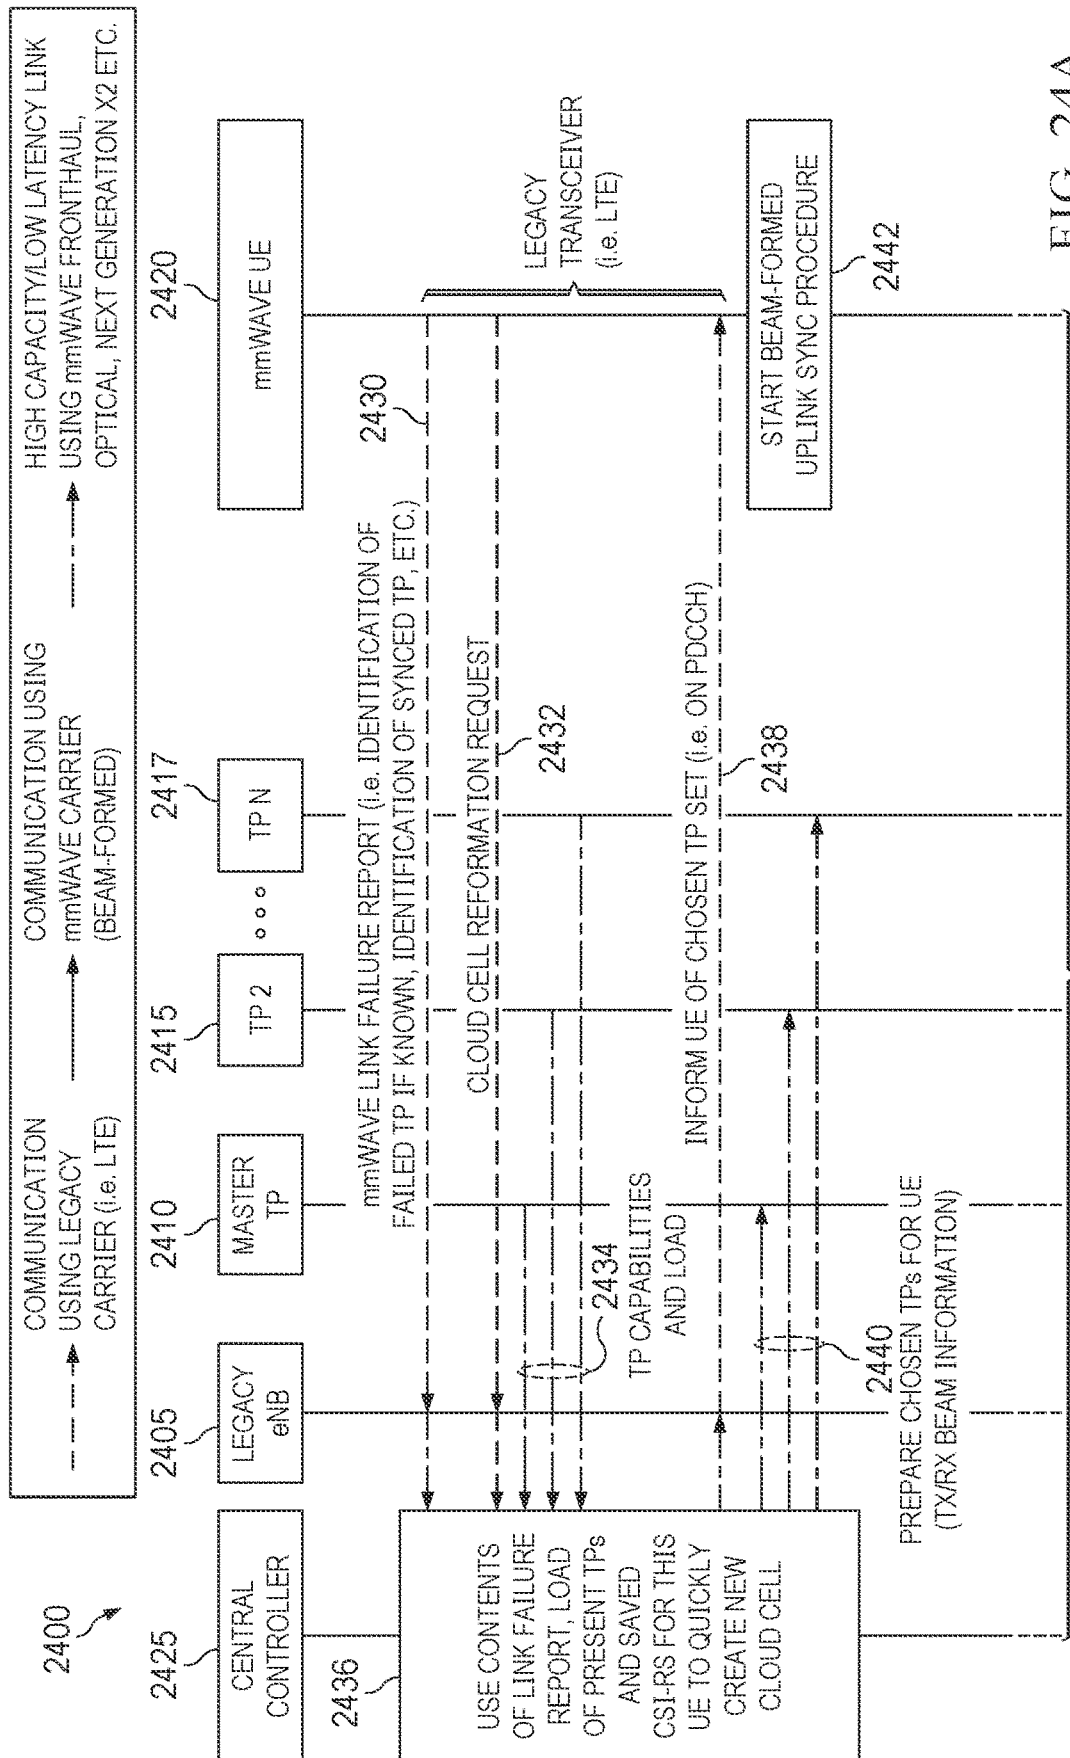 2400
COMMUNICATION
USING LEGACY
CARRIER (i.e. LTE)
COMMUNICATION USING
mmWAVE CARRIER
(BEAM-FORMED)
HIGH CAPACITY/LOW LATENCY LINK
USING mmWAVE FRONTHAUL,
OPTICAL, NEXT GENERATION X2 ETC.
2425
2405
2410
2415
2417
2420
CENTRAL
CONTROLLER
LEGACY
eNB
MASTER
TP
TP 2
TP N
mmWAVE UE
mmWAVE LINK FAILURE REPORT (i.e. IDENTIFICATION OF
FAILED TP IF KNOWN, IDENTIFICATION OF SYNCED TP, ETC.)
2430
CLOUD CELL REFORMATION REQUEST
2432
2434
TP CAPABILITIES
AND LOAD
LEGACY
TRANSCEIVER
(i.e. LTE)
2436
USE CONTENTS
OF LINK FAILURE
REPORT, LOAD
OF PRESENT TPs
AND SAVED
CSI-RS FOR THIS
UE TO QUICKLY
CREATE NEW
CLOUD CELL
INFORM UE OF CHOSEN TP SET (i.e. ON PDCCH)
2438
2440
PREPARE CHOSEN TPs FOR UE
(TX/RX BEAM INFORMATION)
START BEAM-FORMED
UPLINK SYNC PROCEDURE
2442
FIG. 24A